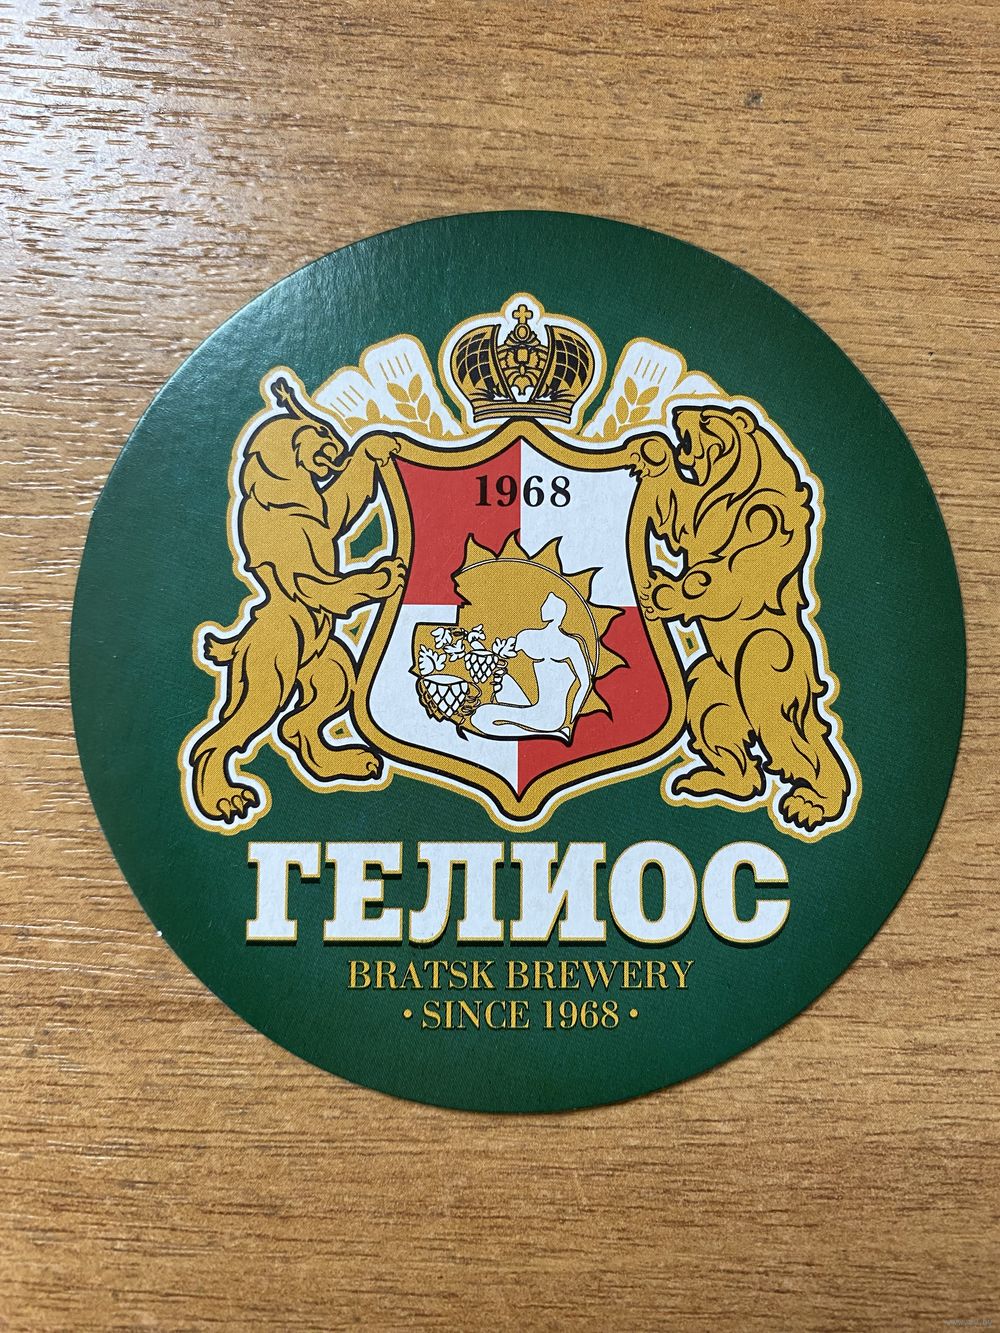 1968
ГЕЛИОС
BRATSK BREWERY
• SINCE 1968 •